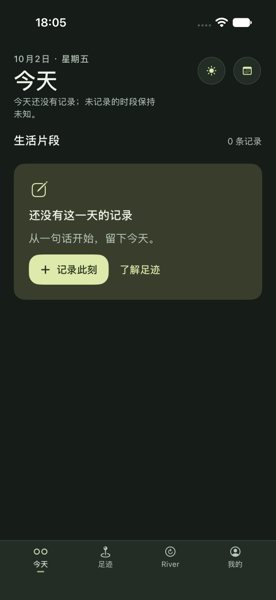 18:05
10月2日 · 星期五
今天
今天还没有记录；未记录的时段保持
未知。
生活片段
0 条记录
还没有这一天的记录
从一句话开始，留下今天。
+ 记录此刻
了解足迹
今天
足迹
River
我的